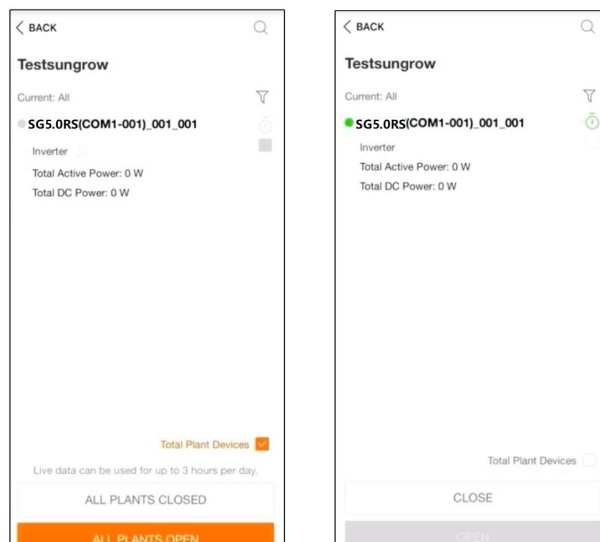 BACK
Testsungrow
Current: All
SG5.0RS(COM1-001)_001_001
Inverter
Total Active Power: 0 W
Total DC Power: 0 W
Total Plant Devices
Live data can be used for up to 3 hours per day.
ALL PLANTS CLOSED
ALL PLANTS OPEN
BACK
Testsungrow
Current: All
SG5.0RS(COM1-001)_001_001
Inverter
Total Active Power: 0 W
Total DC Power: 0 W
Total Plant Devices
CLOSE
OPEN